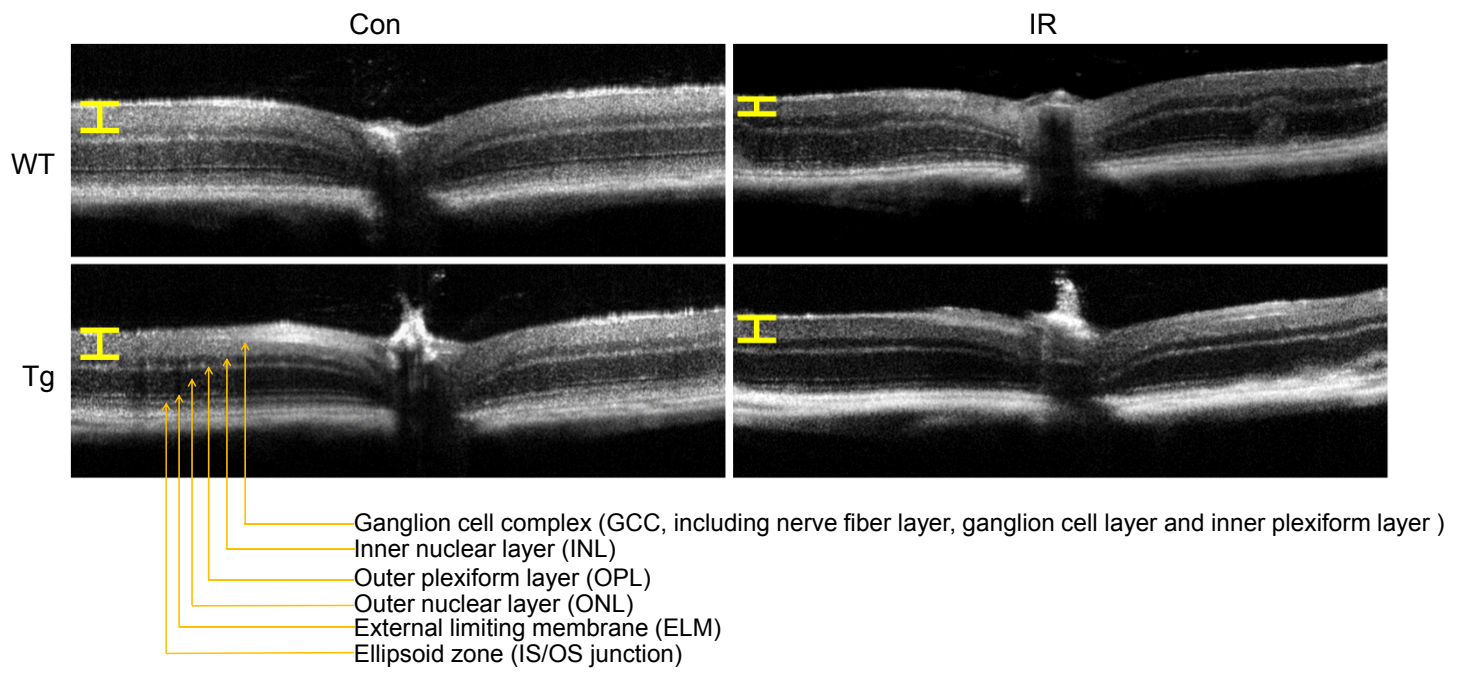 Con
IR
WT
Tg
Ganglion cell complex (GCC, including nerve fiber layer, ganglion cell layer and inner plexiform layer )
Inner nuclear layer (INL)
Outer plexiform layer (OPL)
Outer nuclear layer (ONL)
External limiting membrane (ELM)
Ellipsoid zone (IS/OS junction)